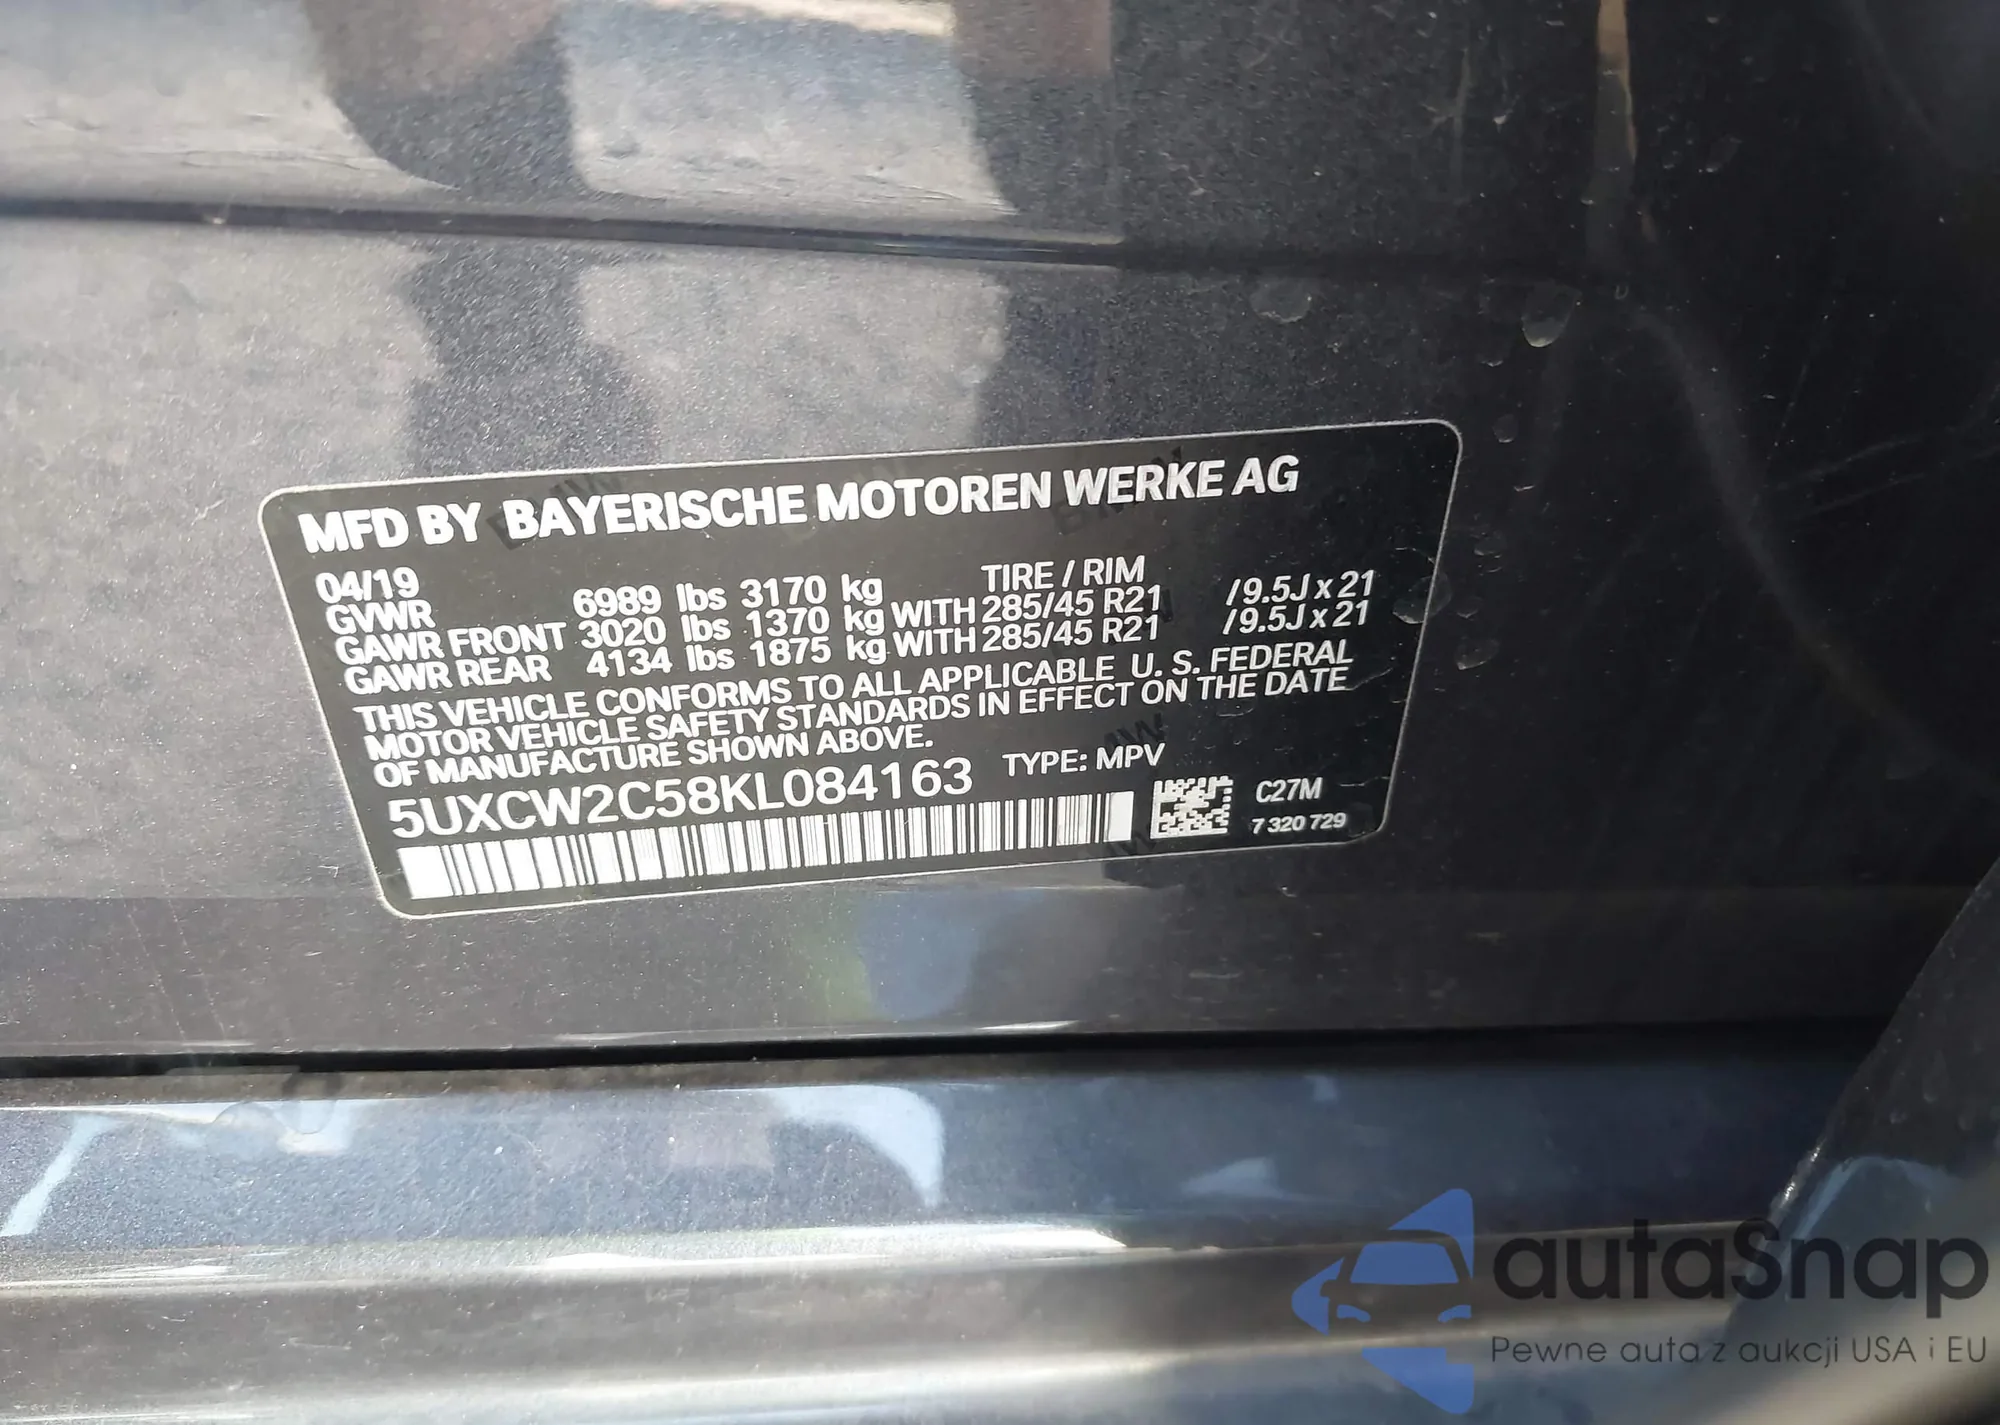 MFD BY BAYERISCHE MOTOREN WERKE AG
04/19 TIRE / RIM
GVWR 6989 lbs 3170 kg
GAWR FRONT 3020 lbs 1370 kg WITH 285/45 R21 /9.5J x 21
GAWR REAR 4134 lbs 1875 kg WITH 285/45 R21 /9.5J x 21
THIS VEHICLE CONFORMS TO ALL APPLICABLE U. S. FEDERAL
MOTOR VEHICLE SAFETY STANDARDS IN EFFECT ON THE DATE
OF MANUFACTURE SHOWN ABOVE.
5UXCW2C58KL084163 TYPE: MPV
C27M
7 320 729
autaSnap
Pewne auta z aukcji USA i EU